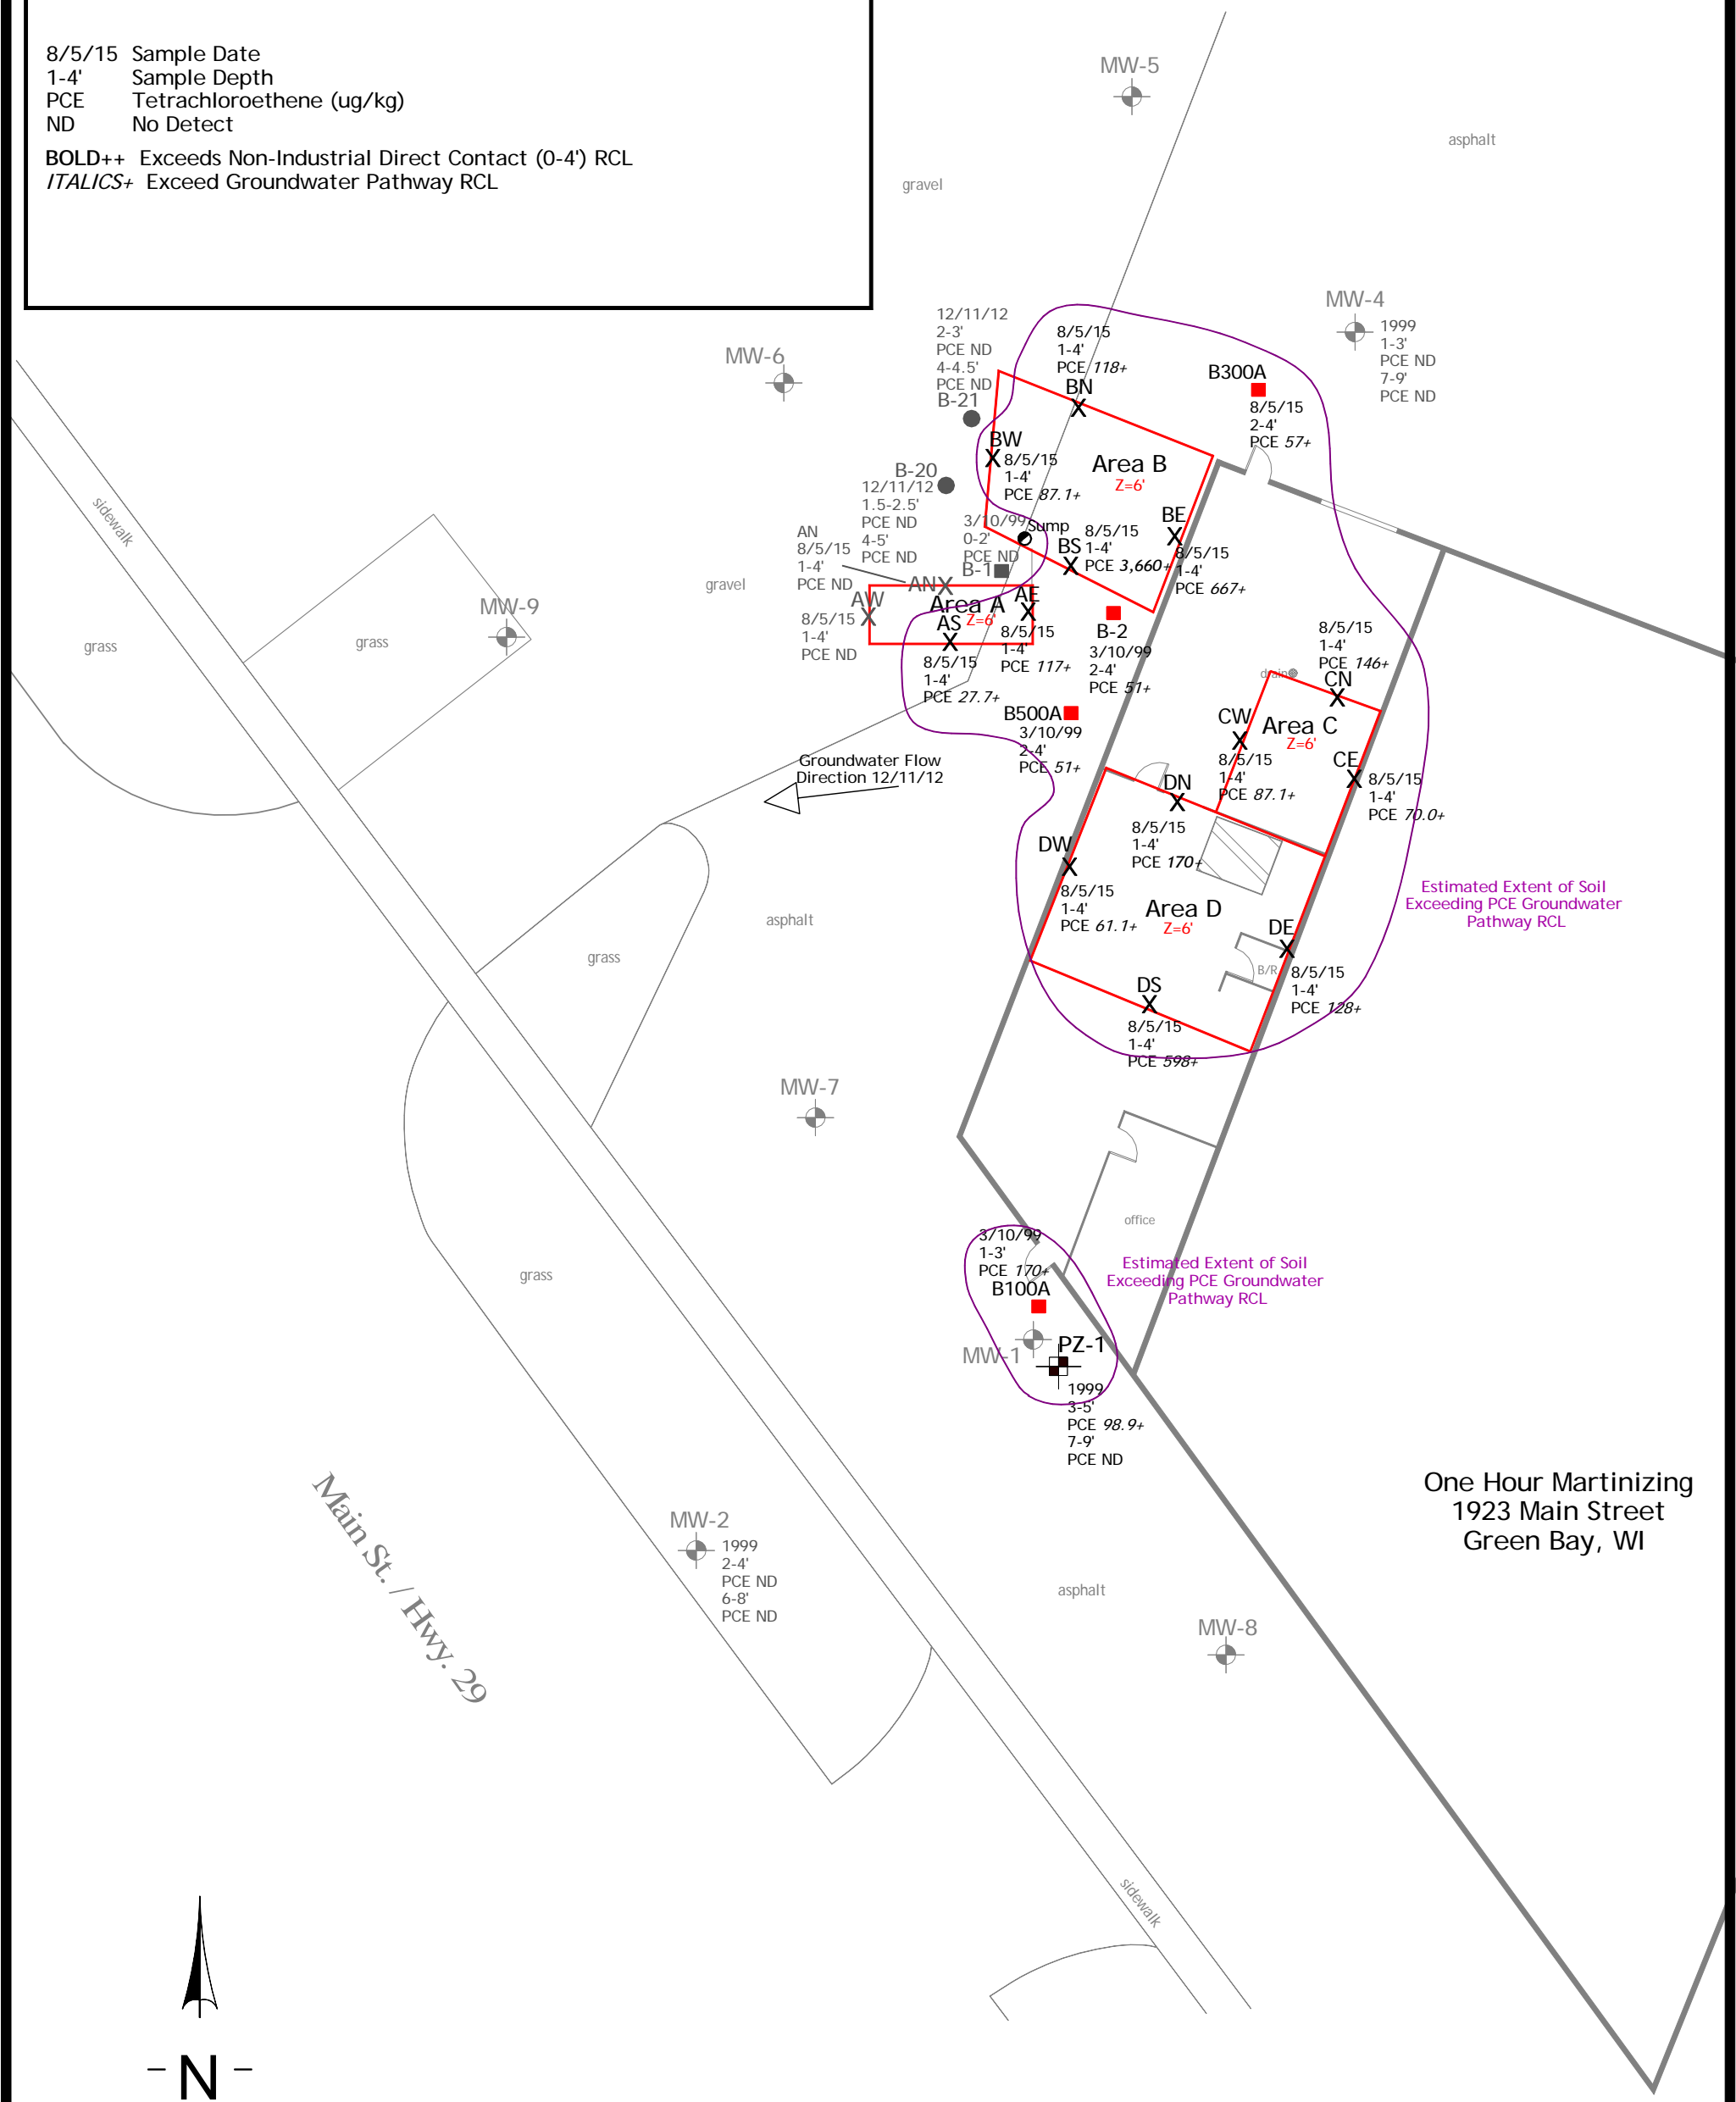 8/5/15 Sample Date
1-4' Sample Depth
PCE Tetrachloroethene (ug/kg)
ND No Detect
BOLD++ Exceeds Non-Industrial Direct Contact (0-4') RCL
ITALICS+ Exceed Groundwater Pathway RCL
MW-5
asphalt
gravel
MW-4
1999
1-3'
PCE ND
7-9'
PCE ND
12/11/12
2-3'
PCE ND
4-4.5'
PCE ND
B-21
8/5/15
1-4'
PCE 118+
BN
MW-6
B300A
8/5/15
2-4'
PCE 57+
BW
8/5/15
1-4'
PCE 87.1+
Area B
Z=6'
B-20
12/11/12
1.5-2.5'
PCE ND
4-5'
PCE ND
3/10/99
0-2'
PCE ND
B-1
Sump
BS
8/5/15
1-4'
PCE 3,660+
BE
8/5/15
1-4'
PCE 667+
AN
8/5/15
1-4'
PCE ND
AN
gravel
AW
8/5/15
1-4'
PCE ND
Area A
Z=6'
AE
8/5/15
1-4'
PCE 117+
AS
8/5/15
1-4'
PCE 27.7+
B-2
3/10/99
2-4'
PCE 51+
MW-9
sidewalk
grass
grass
8/5/15
1-4'
PCE 146+
drain
CN
CW
8/5/15
1-4'
PCE 87.1+
Area C
Z=6'
CE
8/5/15
1-4'
PCE 70.0+
B500A
3/10/99
2-4'
PCE 51+
Groundwater Flow
Direction 12/11/12
DN
8/5/15
1-4'
PCE 170+
DW
8/5/15
1-4'
PCE 61.1+
Area D
Z=6'
DE
B/R
8/5/15
1-4'
PCE 128+
DS
8/5/15
1-4'
PCE 598+
Estimated Extent of Soil
Exceeding PCE Groundwater
Pathway RCL
asphalt
grass
MW-7
office
grass
3/10/99
1-3'
PCE 170+
B100A
Estimated Extent of Soil
Exceeding PCE Groundwater
Pathway RCL
MW-1
PZ-1
1999
3-5'
PCE 98.9+
7-9'
PCE ND
One Hour Martinizing
1923 Main Street
Green Bay, WI
Main St. / Hwy. 29
MW-2
1999
2-4'
PCE ND
6-8'
PCE ND
asphalt
MW-8
sidewalk
N